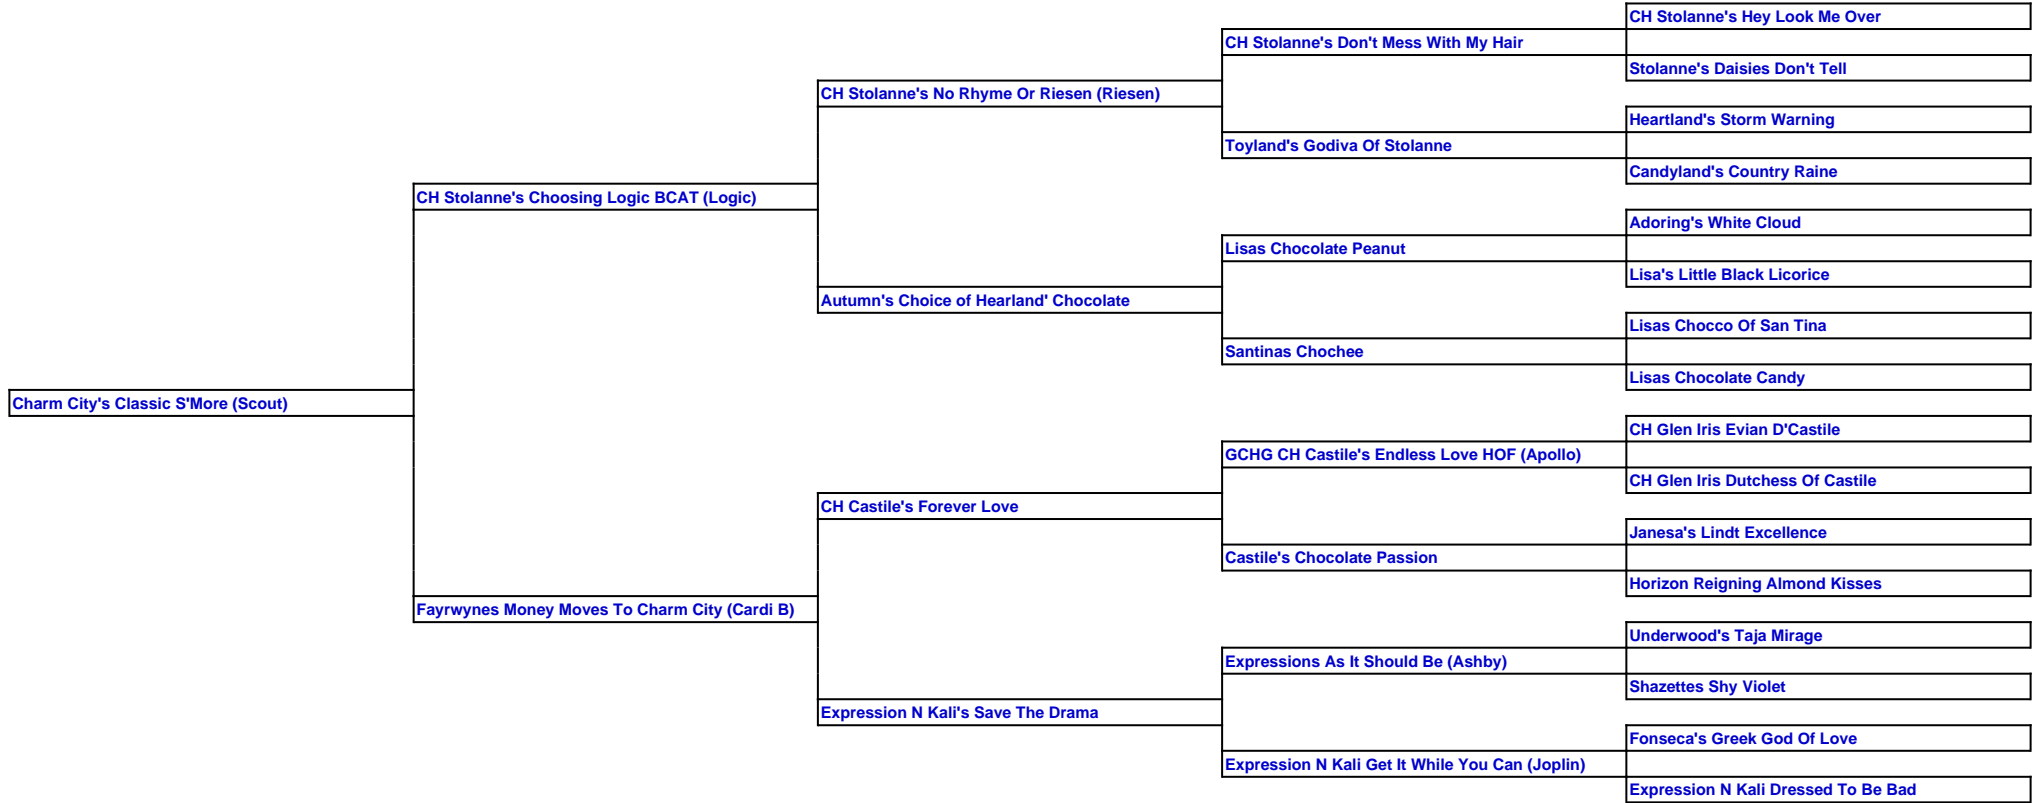 CH Stolanne's Hey Look Me Over
CH Stolanne's Don't Mess With My Hair
Stolanne's Daisies Don't Tell
CH Stolanne's No Rhyme Or Riesen (Riesen)
Heartland's Storm Warning
Toyland's Godiva Of Stolanne
Candyland's Country Raine
CH Stolanne's Choosing Logic BCAT (Logic)
Adoring's White Cloud
Lisas Chocolate Peanut
Lisa's Little Black Licorice
Autumn's Choice of Hearland' Chocolate
Lisas Chocco Of San Tina
Santinas Chochee
Lisas Chocolate Candy
Charm City's Classic S'More (Scout)
CH Glen Iris Evian D'Castile
GCHG CH Castile's Endless Love HOF (Apollo)
CH Glen Iris Dutchess Of Castile
CH Castile's Forever Love
Janesa's Lindt Excellence
Castile's Chocolate Passion
Horizon Reigning Almond Kisses
Fayrwynes Money Moves To Charm City (Cardi B)
Underwood's Taja Mirage
Expressions As It Should Be (Ashby)
Shazettes Shy Violet
Expression N Kali's Save The Drama
Fonseca's Greek God Of Love
Expression N Kali Get It While You Can (Joplin)
Expression N Kali Dressed To Be Bad